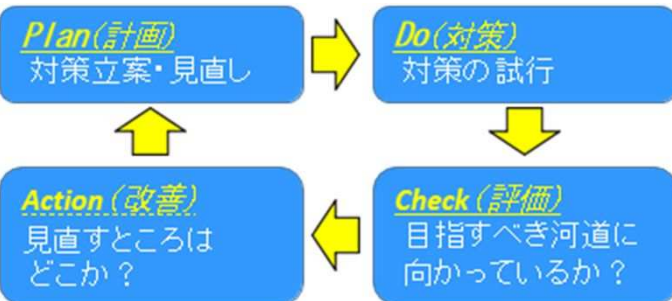 Plan(計画)
対策立案・見直し
Do(対策)
対策の試行
Action(改善)
見直すところは
どこか？
Check(評価)
目指すべき河道に
向かっているか？